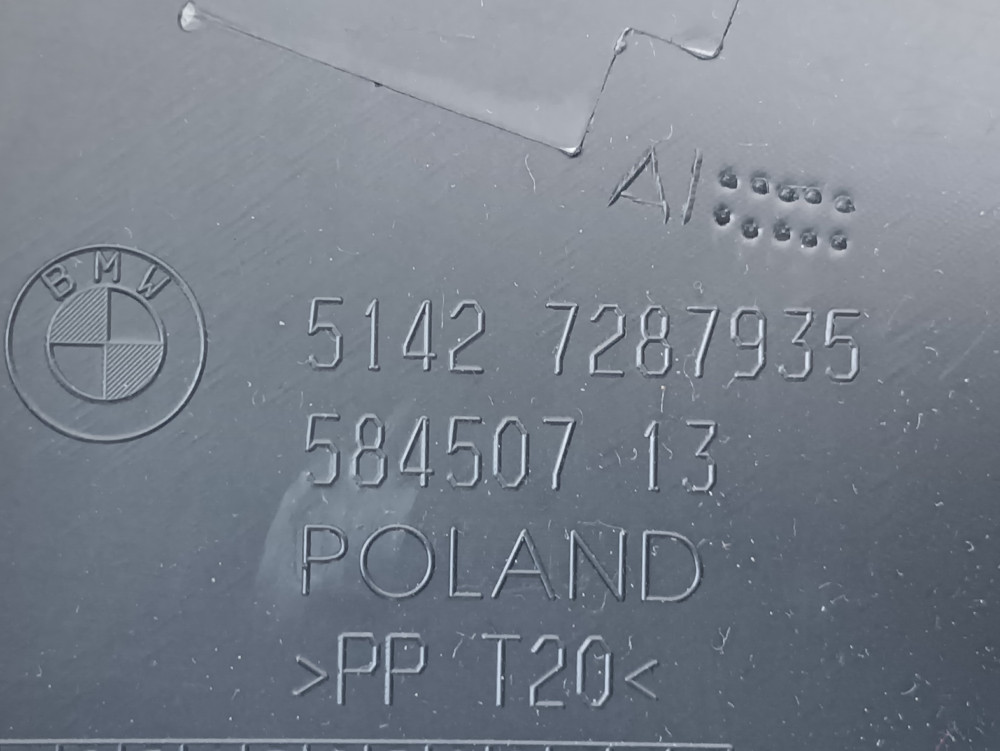 AI
BMW
5142 7287935
584507 13
POLAND
>PP T20<